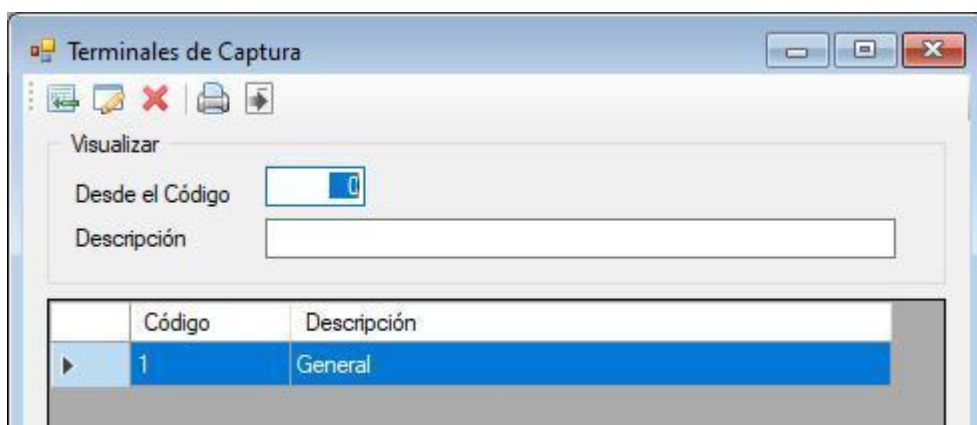 Terminales de Captura
Visualizar
Desde el Código 0
Descripción
Código Descripción
1 General